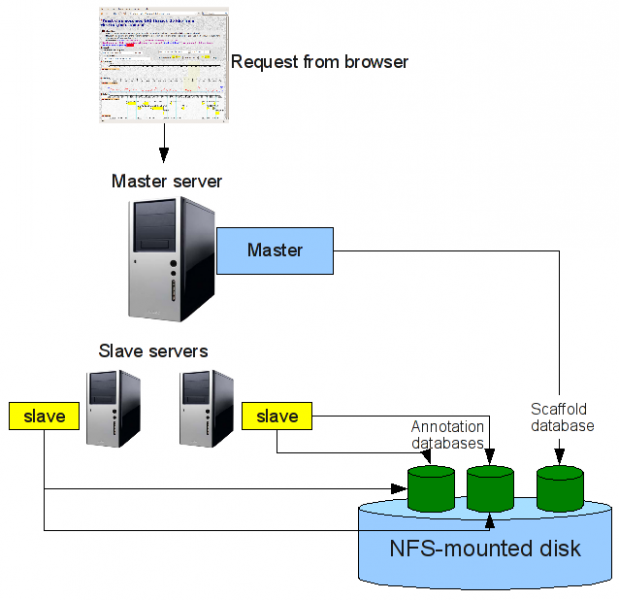 Request from browser
Master server
Master
Slave servers
slave
slave
Annotation
databases
Scaffold
database
NFS-mounted disk